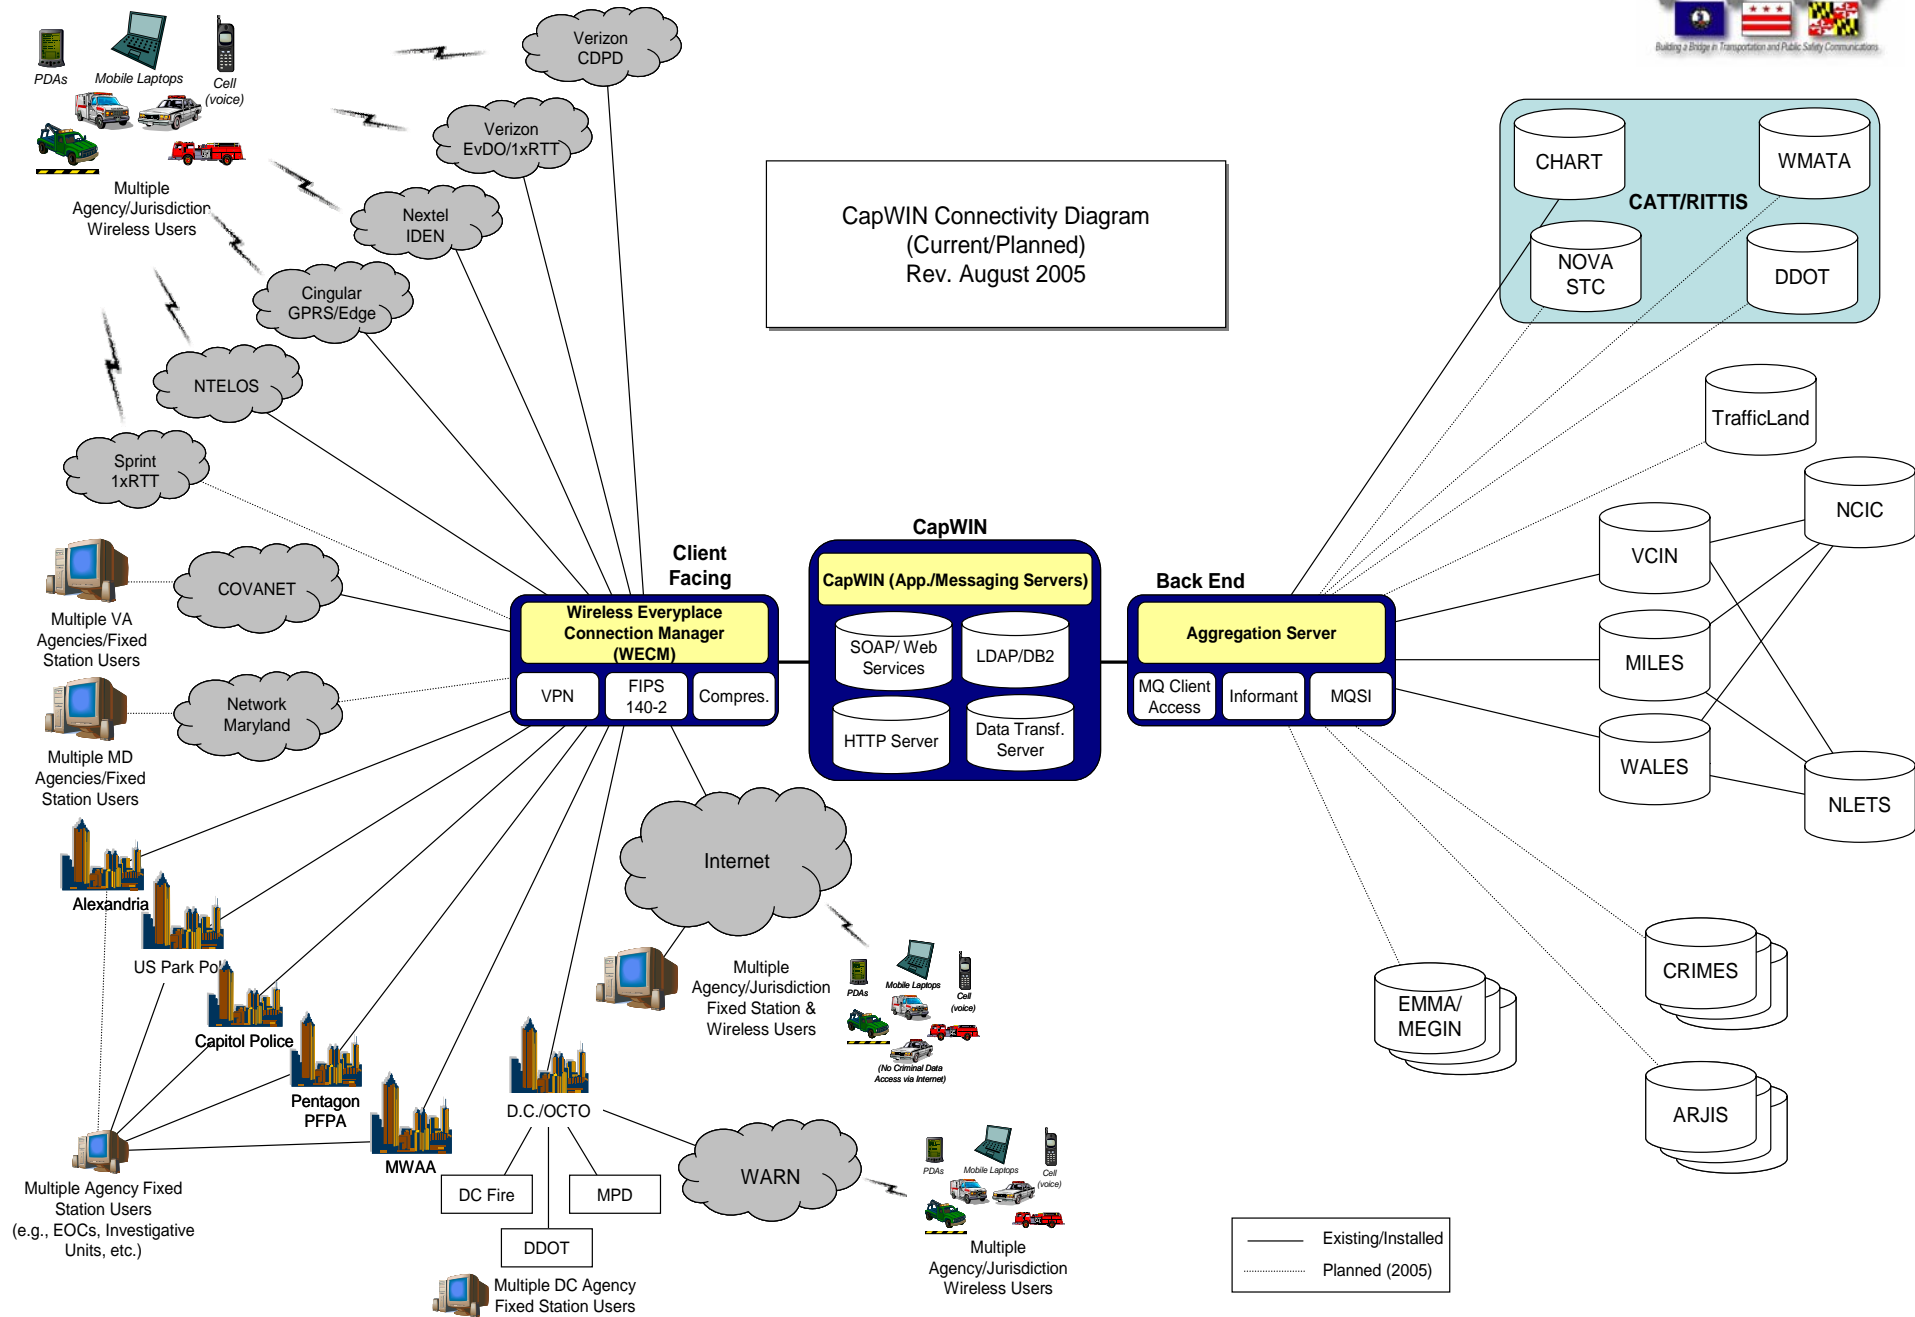 Building a Bridge in Transportation and Public Safety Communications
PDAs
Mobile Laptops
Cell
(voice)
Multiple
Agency/Jurisdiction
Wireless Users
Verizon
CDPD
Verizon
EvDO/1xRTT
Nextel
IDEN
Cingular
GPRS/Edge
NTELOS
Sprint
1xRTT
CapWIN Connectivity Diagram
(Current/Planned)
Rev. August 2005
CHART
WMATA
CATT/RITTIS
NOVA
STC
DDOT
TrafficLand
NCIC
VCIN
MILES
WALES
NLETS
COVANET
Multiple VA
Agencies/Fixed
Station Users
Network
Maryland
Multiple MD
Agencies/Fixed
Station Users
Client
Facing
Wireless Everyplace
Connection Manager
(WECM)
VPN
FIPS
140-2
Compres.
CapWIN
CapWIN (App./Messaging Servers)
SOAP/ Web
Services
LDAP/DB2
HTTP Server
Data Transf.
Server
Back End
Aggregation Server
MQ Client
Access
Informant
MQSI
Alexandria
US Park Pol
Capitol Police
Pentagon
PFPA
MWAA
Multiple Agency Fixed
Station Users
(e.g., EOCs, Investigative
Units, etc.)
D.C./OCTO
DC Fire
MPD
DDOT
Multiple DC Agency
Fixed Station Users
Internet
Multiple
Agency/Jurisdiction
Fixed Station &
Wireless Users
PDAs
Mobile Laptops
Cell
(voice)
(No Criminal Data
Access via Internet)
WARN
PDAs
Mobile Laptops
Cell
(voice)
Multiple
Agency/Jurisdiction
Wireless Users
EMMA/
MEGIN
CRIMES
ARJIS
Existing/Installed
Planned (2005)